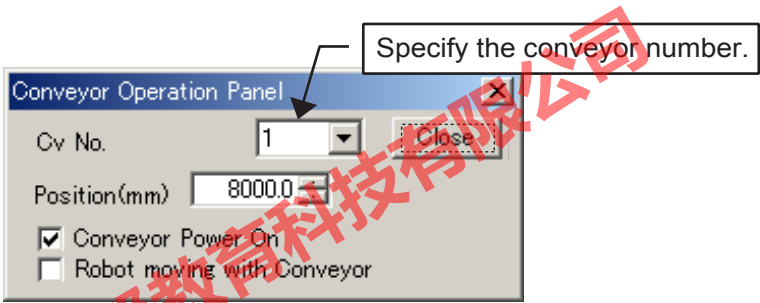 Specify the conveyor number.
Conveyor Operation Panel
Cv No. 1 Close
Position(mm) 8000.0
Conveyor Power On
Robot moving with Conveyor
教育科技有限公司